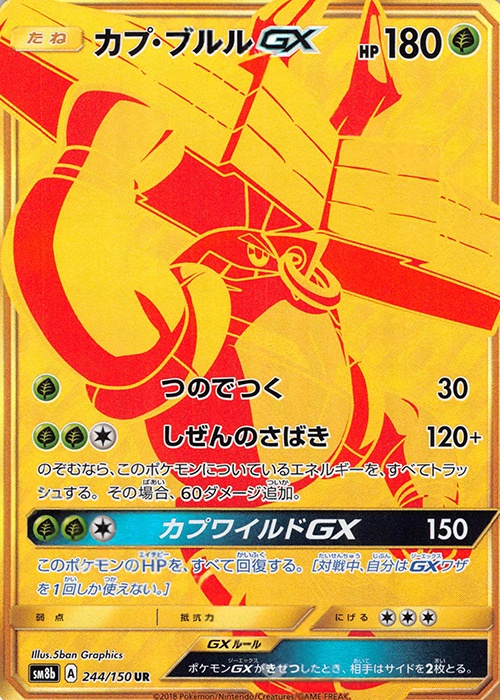 たね カプ・ブルルGX HP180
つのでつく 30
しぜんのさばき 120+
のぞむなら、このポケモンについているエネルギーを、すべてトラッ
シュする。その場合、60ダメージ追加。
カプワイルドGX 150
このポケモンのHPを、すべて回復する。[対戦中、自分はGXワザ
を1回しか使えない。]
弱点 抵抗力 にげる
Illus.5ban Graphics
GXルール
ポケモンGXがきぜつしたとき、相手はサイドを2枚とる。
SM8b A 244/150 UR
©2018 Pokémon/Nintendo/Creatures/GAME FREAK.